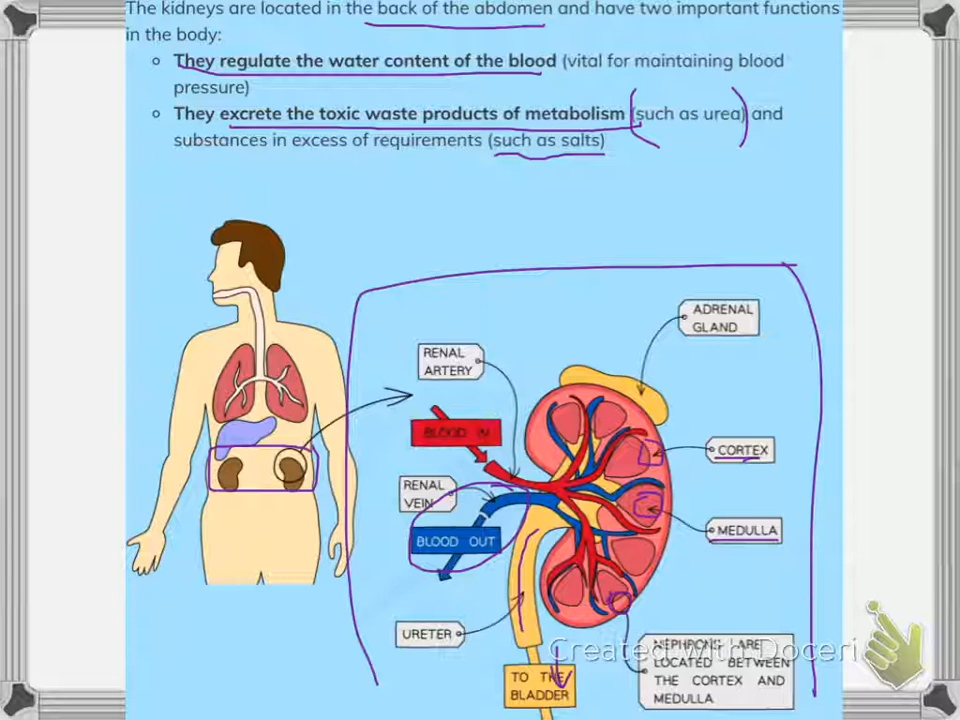 The kidneys are located in the back of the abdomen and have two important functions
in the body:
They regulate the water content of the blood (vital for maintaining blood
pressure)
They excrete the toxic waste products of metabolism (such as urea) and
substances in excess of requirements (such as salts)
ADRENAL
GLAND
RENAL
ARTERY
BLOOD IN
CORTEX
RENAL
VEIN
MEDULLA
BLOOD OUT
URETER
Created with Doceri
NEPHRONS ARE
LOCATED BETWEEN
THE CORTEX AND
MEDULLA
TO THE
BLADDER